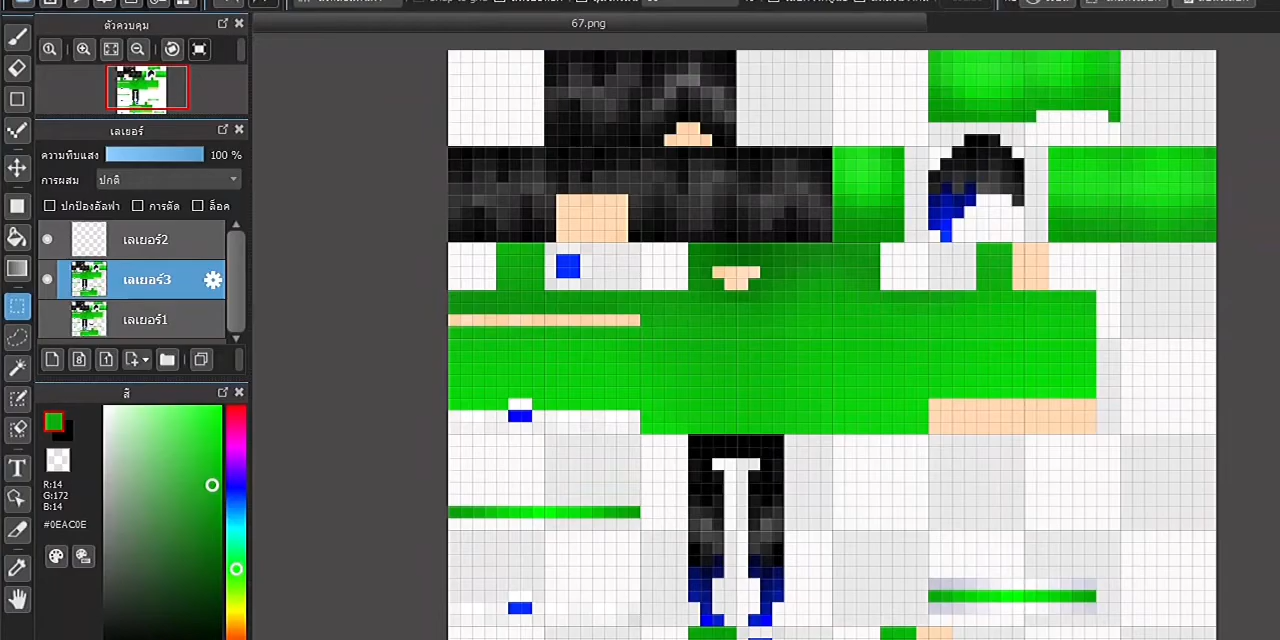 67.png
ตัวควบคุม
เลเยอร์
ความทึบแสง 100 %
การผสม ปกติ
ปกป้องอัลฟา การตัด ล็อค
เลเยอร์2
เลเยอร์3
เลเยอร์1
สี
R:14
G:172
B:14
#0EAC0E